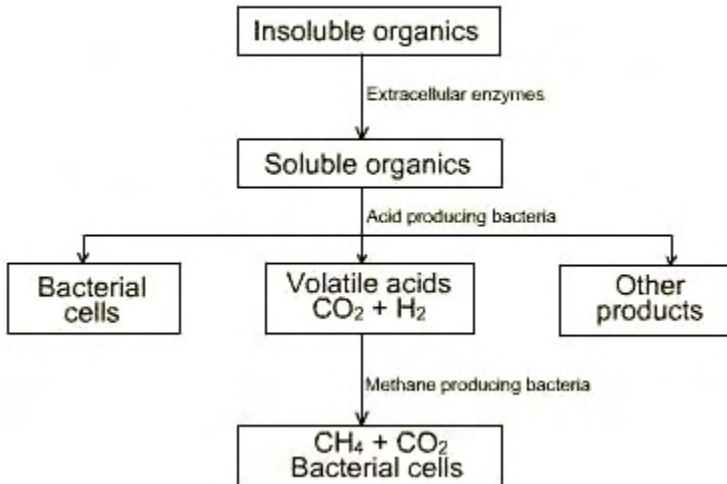 Insoluble organics
Extracellular enzymes
Soluble organics
Acid producing bacteria
Bacterial
cells
Volatile acids
CO₂ + H₂
Other
products
Methane producing bacteria
CH₄ + CO₂
Bacterial cells